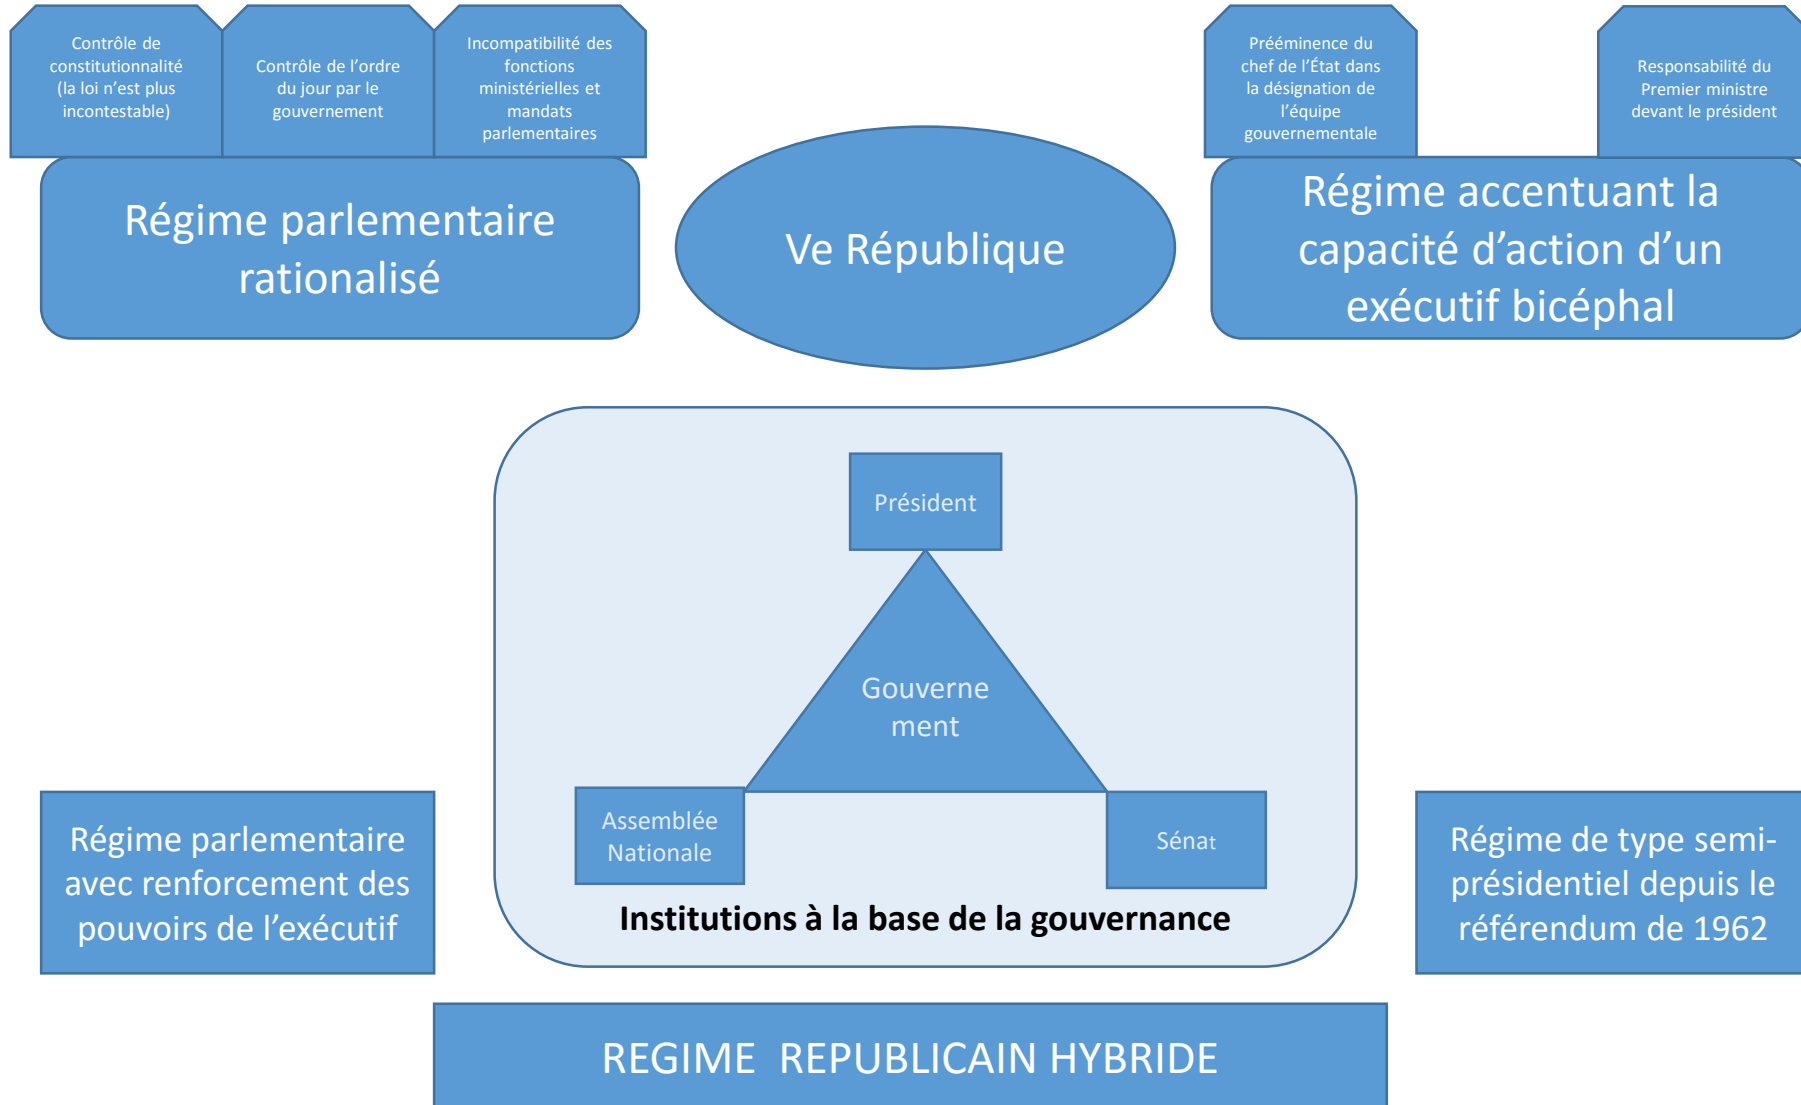 Contrôle de
constitutionnalité
(la loi n’est plus
incontestable)
Contrôle de l’ordre
du jour par le
gouvernement
Incompatibilité des
fonctions
ministérielles et
mandats
parlementaires
Prééminence du
chef de l’État dans
la désignation de
l’équipe
gouvernementale
Responsabilité du
Premier ministre
devant le président
Régime parlementaire
rationalisé
Ve République
Régime accentuant la
capacité d’action d’un
exécutif bicéphal
Président
Gouverne
ment
Assemblée
Nationale
Sénat
Institutions à la base de la gouvernance
Régime parlementaire
avec renforcement des
pouvoirs de l’exécutif
Régime de type semi-
présidentiel depuis le
référendum de 1962
REGIME  REPUBLICAIN HYBRIDE